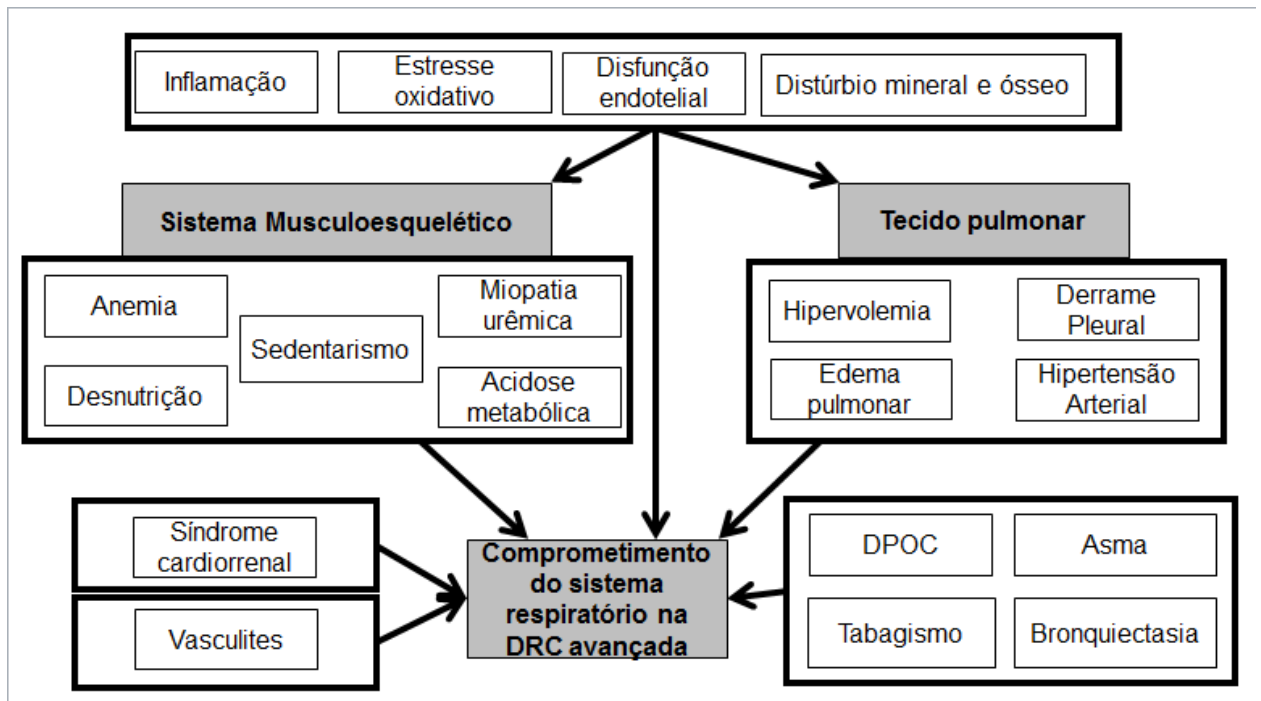 Inflamação
Estresse
oxidativo
Disfunção
endotelial
Distúrbio mineral e ósseo
Sistema Musculoesquelético
Tecido pulmonar
Anemia
Desnutrição
Sedentarismo
Miopatia
urêmica
Acidose
metabólica
Hipervolemia
Derrame
Pleural
Edema
pulmonar
Hipertensão
Arterial
Síndrome
cardiorrenal
Vasculites
Comprometimento
do sistema
respiratório na
DRC avançada
DPOC
Asma
Tabagismo
Bronquiectasia